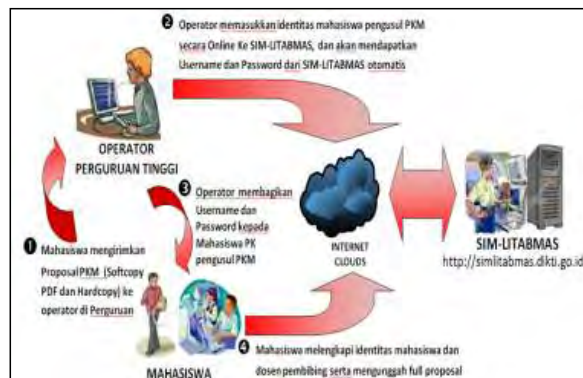 ❷ Operator memasukkan identitas mahasiswa pengusul PKM
secara Online Ke SIM-LITABMAS, dan akan mendapatkan
Username dan Password dari SIM-LITABMAS otomatis
OPERATOR
PERGURUAN TINGGI
❸ Operator membagikan
Username dan
Password kepada
Mahasiswa PK
pengusul PKM
INTERNET
CLOUDS
SIM-LITABMAS
http://simlitabmas.dikti.go.id
❶ Mahasiswa mengirimkan
Proposal PKM (Softcopy
PDF dan Hardcopy) ke
operator di Perguruan
MAHASISWA
❹ Mahasiswa melengkapi identitas mahasiswa dan
dosen pembibing serta mengunggah full proposal